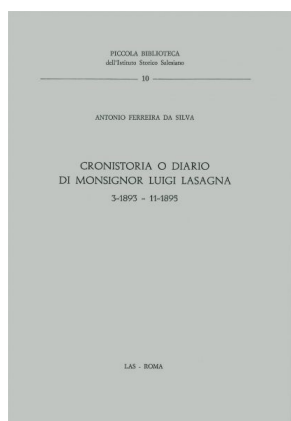 PICCOLA BIBLIOTECA
dell'Istituto Storico Salesiano
10
ANTONIO FERREIRA DA SILVA
CRONISTORIA O DIARIO
DI MONSIGNOR LUIGI LASAGNA
3-1893 - 11-1895
LAS - ROMA